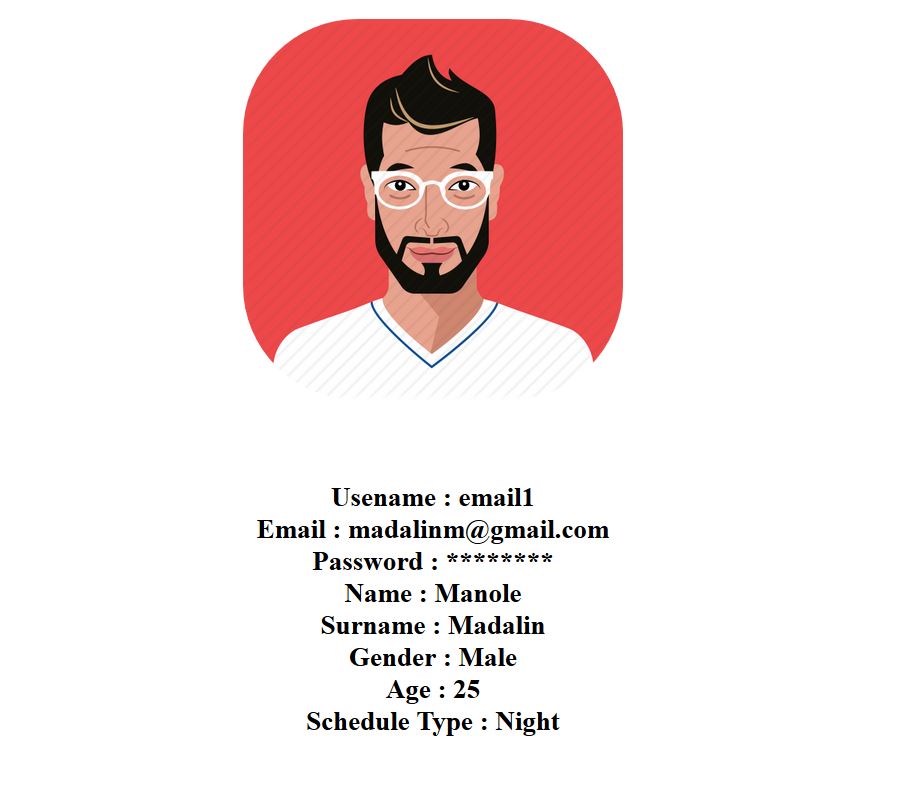 Usename : email1
Email : madalinm@gmail.com
Password : ********
Name : Manole
Surname : Madalin
Gender : Male
Age : 25
Schedule Type : Night